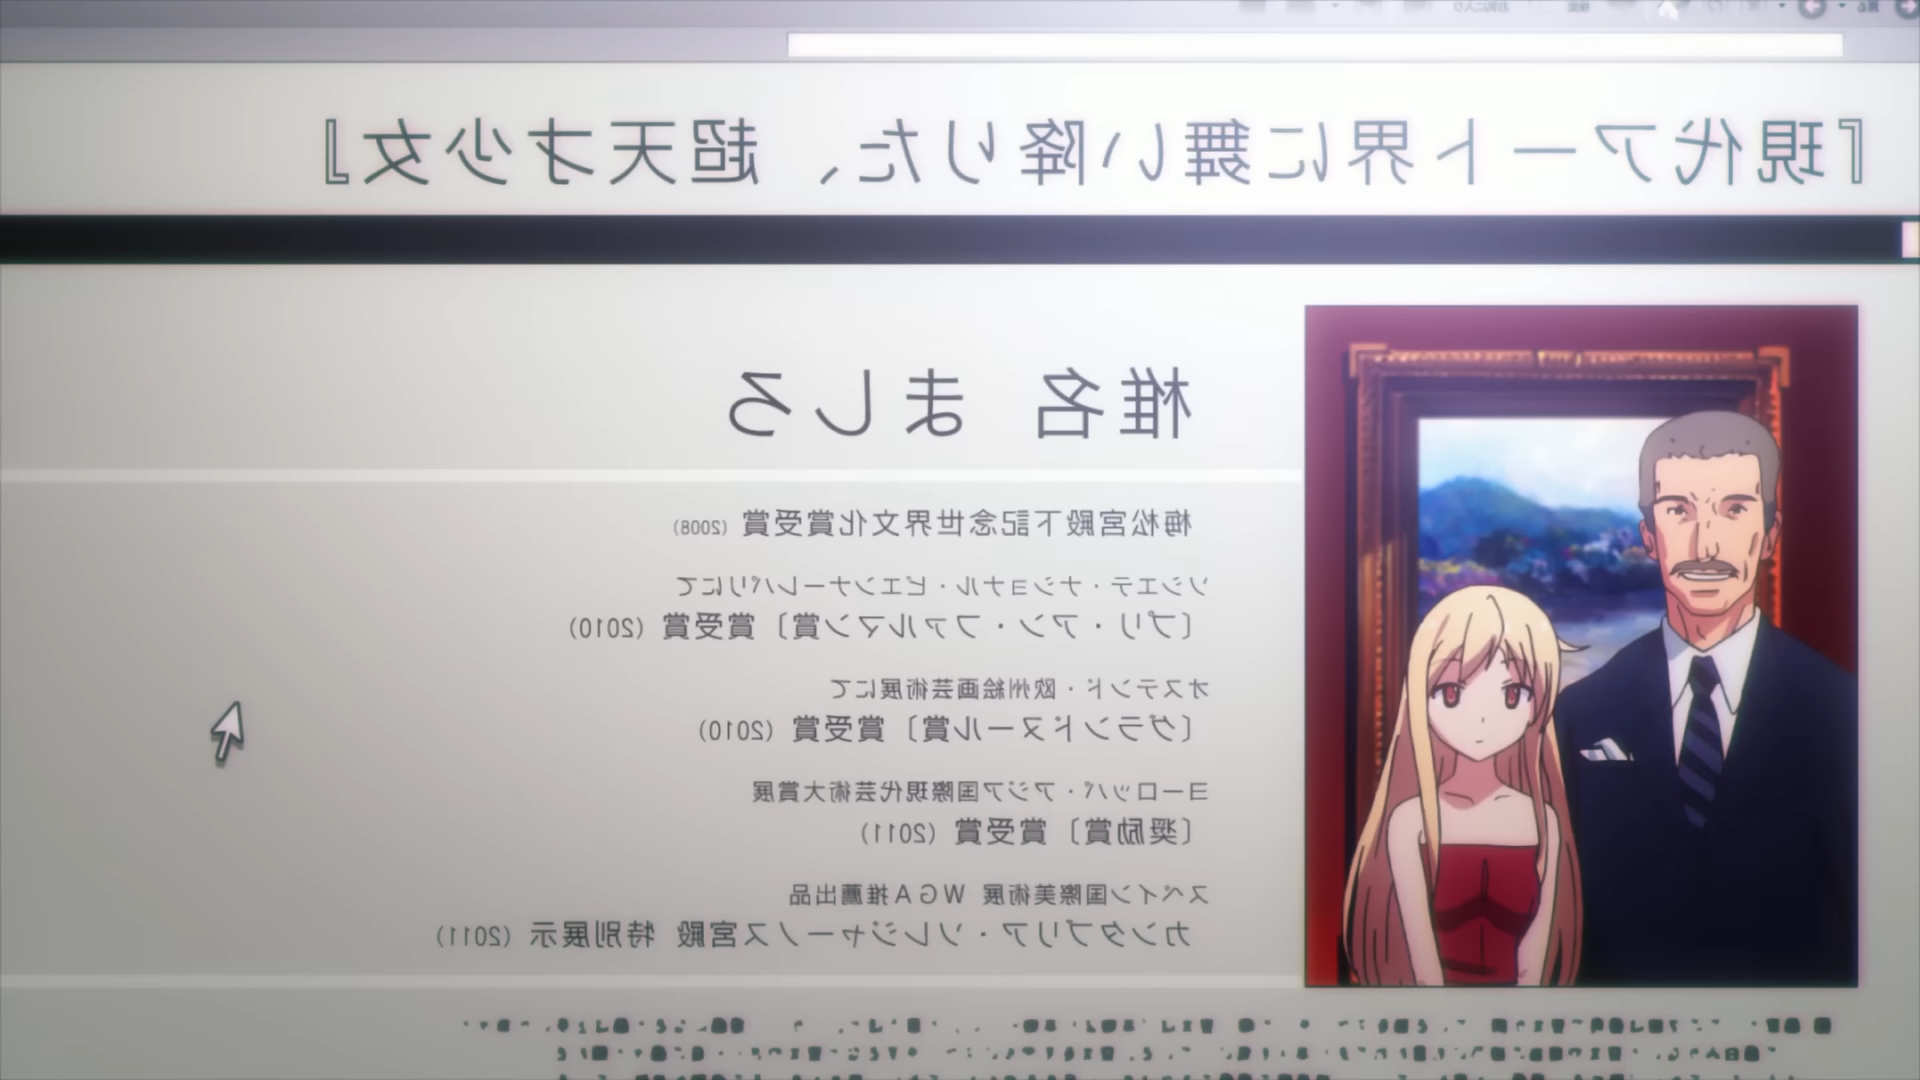 『現代アート界に舞い降りた、超天才少女』
椎名 ましろ
梅松宮殿下記念世界文化賞受賞 (2008)
ソシエテ・ナショナル・ビエンナーレパリにて
〔プリ・アン・ファルマン賞〕 賞受賞 (2010)
オステンド・欧州絵画芸術展にて
〔グランドヌール賞〕 賞受賞 (2010)
ヨーロッパ・アジア国際現代芸術大賞展
〔奨励賞〕 賞受賞 (2011)
スペイン国際美術展 WGA推薦出品
カンタブリア・ソレジャーノス宮殿 特別展示 (2011)